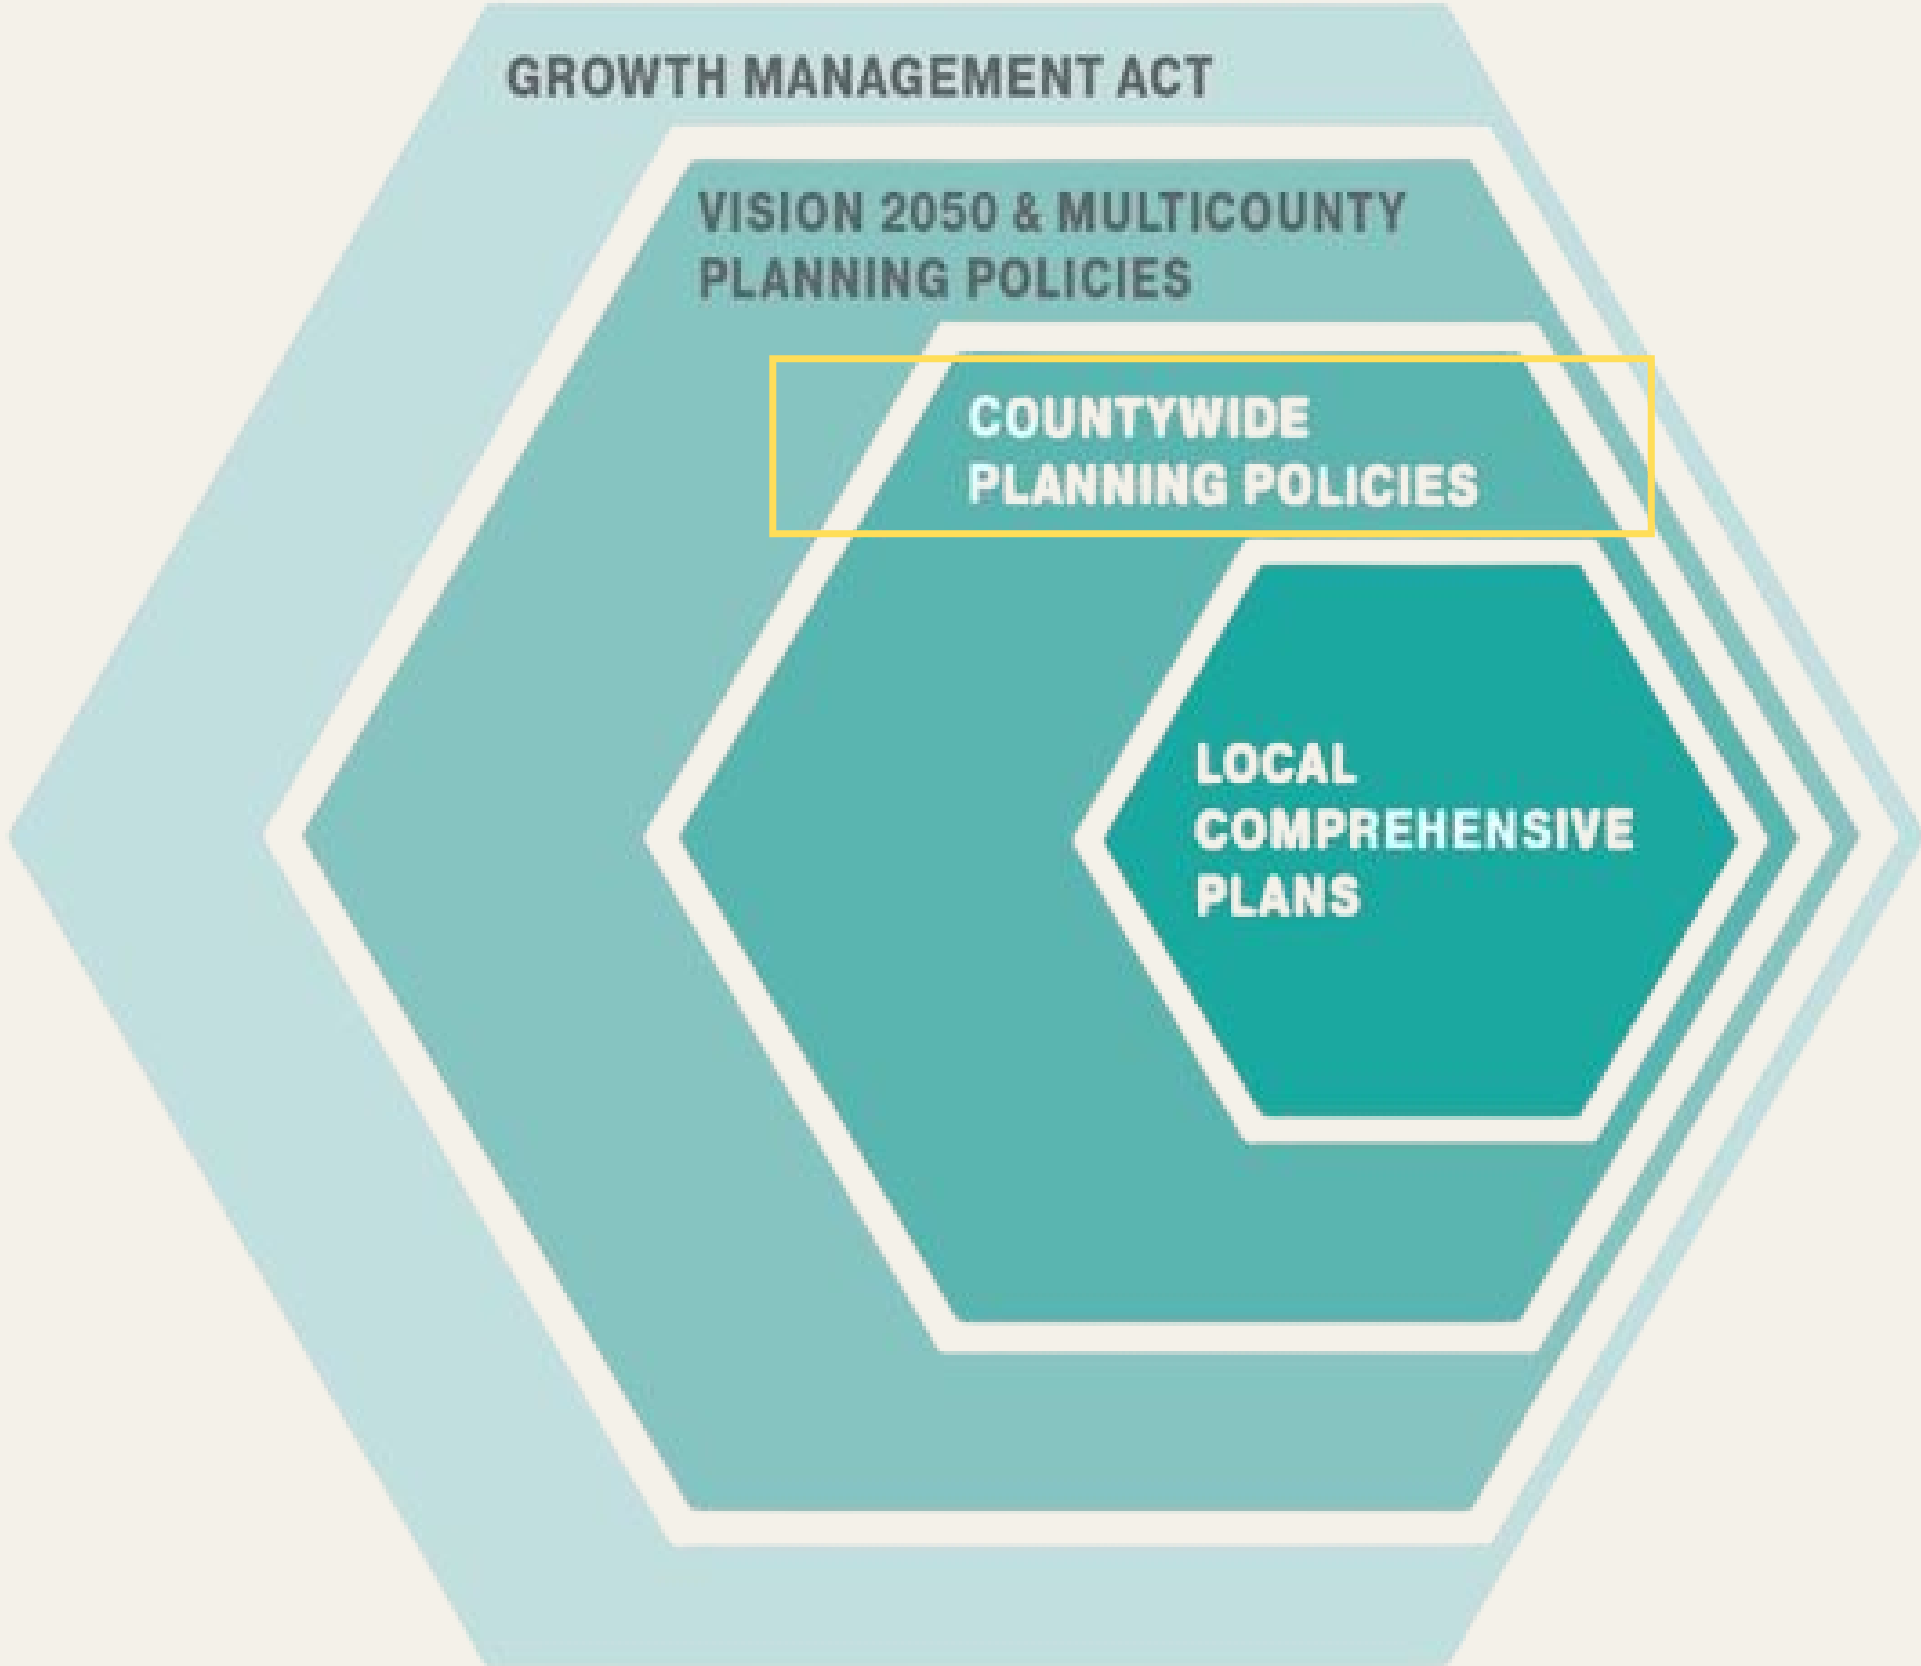 GROWTH MANAGEMENT ACT
VISION 2050 & MULTICOUNTY
PLANNING POLICIES
COUNTYWIDE
PLANNING POLICIES
LOCAL
COMPREHENSIVE
PLANS